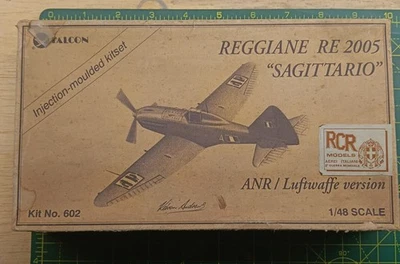 FALCON
Injection-moulded kitset
REGGIANE RE 2005
"SAGITTARIO"
RCR
MODELS
ANR / Luftwaffe version
Kit No. 602
1/48 SCALE